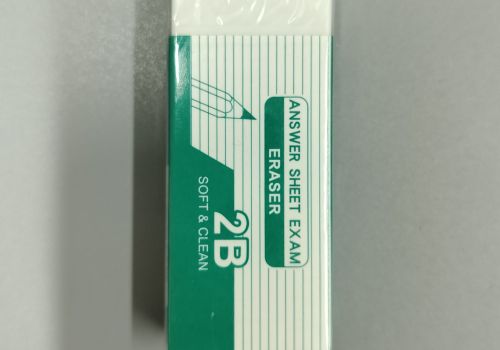 ANSWER SHEET EXAM
ERASER
2B
SOFT & CLEAN